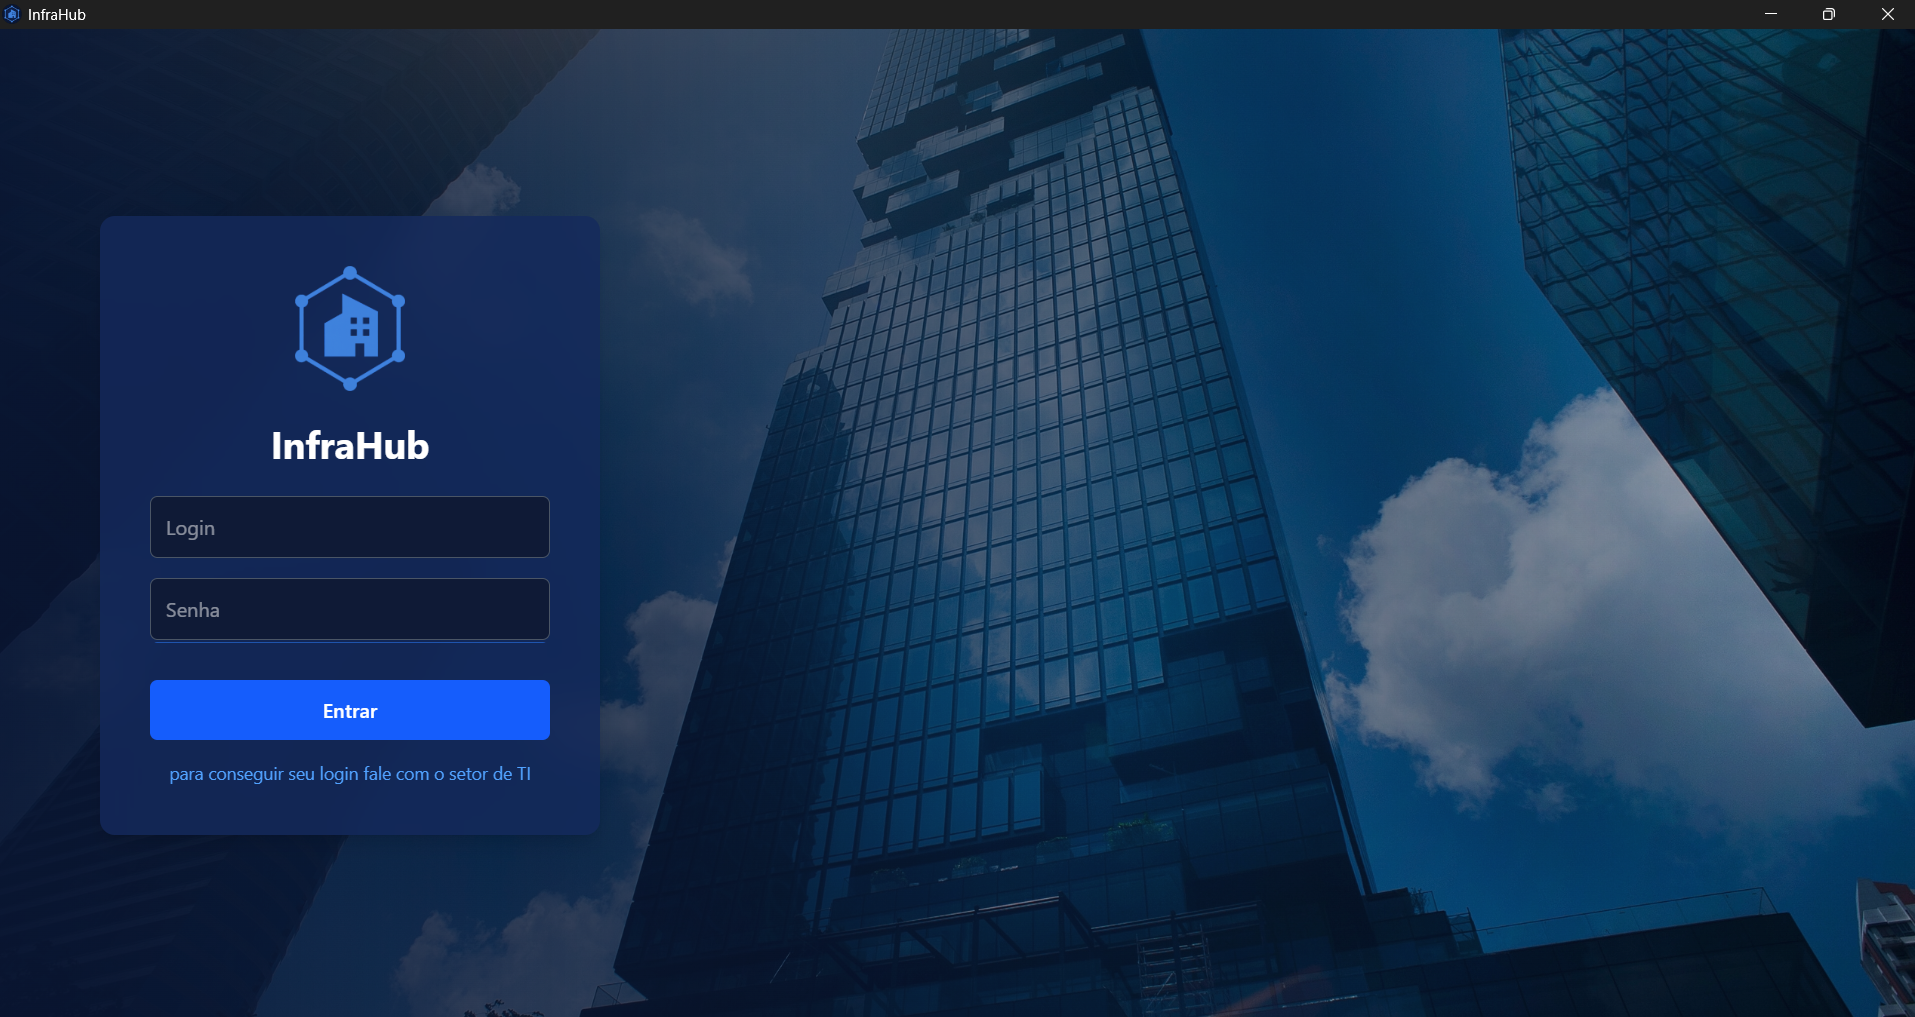 InfraHub
InfraHub
Login
Senha
Entrar
para conseguir seu login fale com o setor de TI